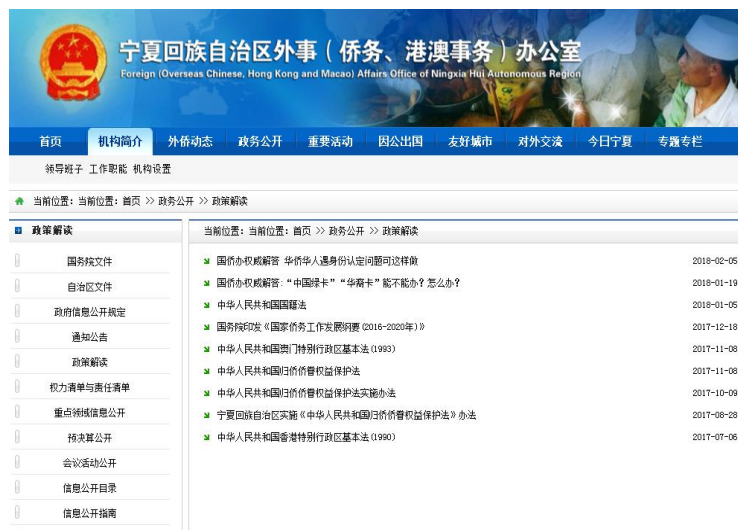 宁夏回族自治区外事（侨务、港澳事务）办公室
Foreign (Overseas Chinese, Hong Kong and Macao) Affairs Office of Ningxia Hui Autonomous Region
首页 机构简介 外侨动态 政务公开 重要活动 因公出国 友好城市 对外交流 今日宁夏 专题专栏
领导班子 工作职能 机构设置
当前位置：当前位置：首页 >> 政务公开 >> 政策解读
政策解读
国务院文件
自治区文件
政府信息公开规定
通知公告
政策解读
权力清单与责任清单
重点领域信息公开
预决算公开
会议活动公开
信息公开目录
信息公开指南
当前位置：当前位置：首页 >> 政务公开 >> 政策解读
国侨办权威解答 华侨华人遇身份认定问题可这样做 2018-02-05
国侨办权威解答：“中国绿卡”“华裔卡”能不能办？怎么办？ 2018-01-19
中华人民共和国国籍法 2018-01-05
国务院印发《国家侨务工作发展纲要(2016-2020年)》 2017-12-18
中华人民共和国澳门特别行政区基本法(1993) 2017-11-08
中华人民共和国归侨侨眷权益保护法 2017-11-08
中华人民共和国归侨侨眷权益保护法实施办法 2017-10-09
宁夏回族自治区实施《中华人民共和国归侨侨眷权益保护法》办法 2017-08-28
中华人民共和国香港特别行政区基本法(1990) 2017-07-06